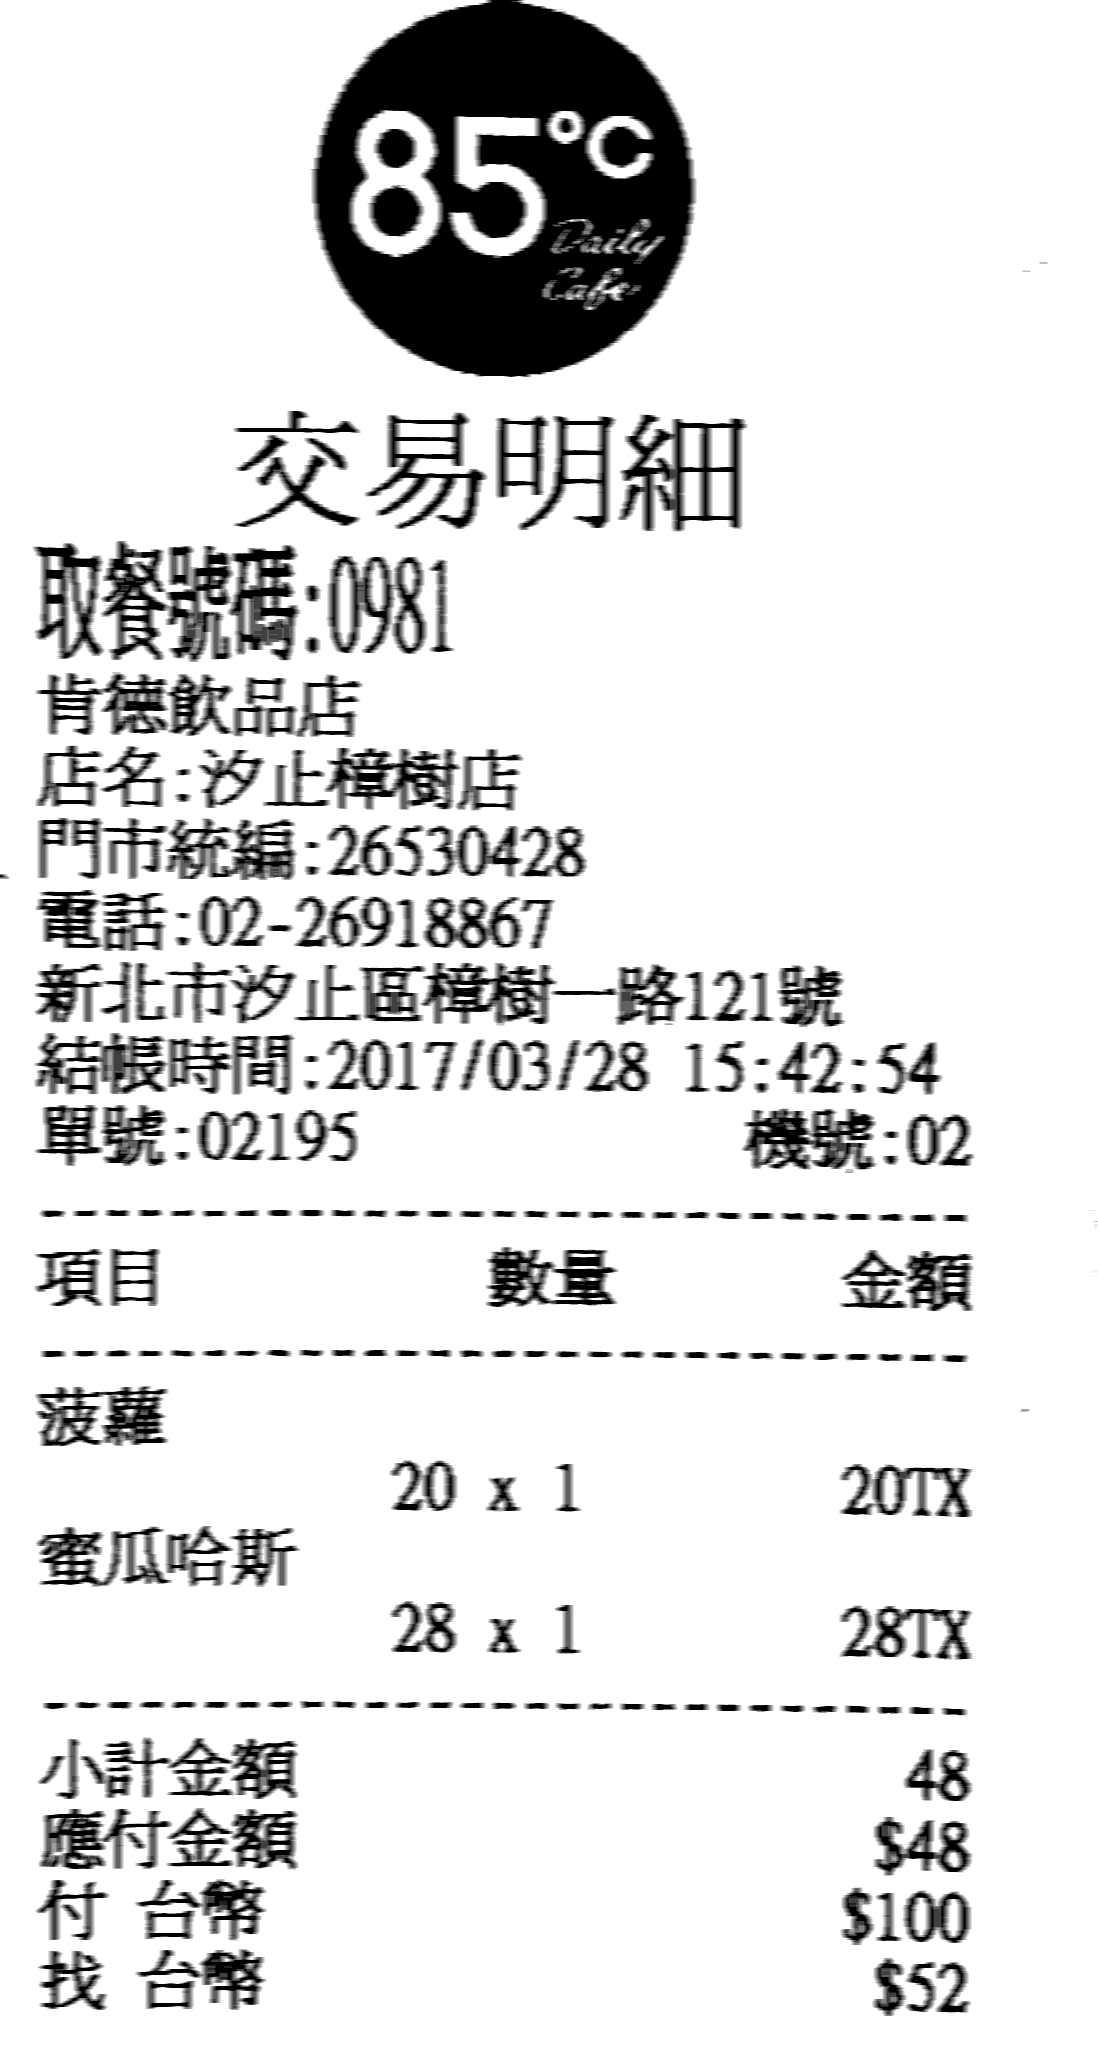 85°C
Daily
Cafe
交易明細
取餐號碼:0981
肯德飲品店
店名:汐止樟樹店
門市統編:26530428
電話:02-26918867
新北市汐止區樟樹一路121號
結帳時間:2017/03/28 15:42:54
單號:02195 機號:02
項目 數量 金額
菠蘿
20 x 1 20TX
蜜瓜哈斯
28 x 1 28TX
小計金額 48
應付金額 $48
付 台幣 $100
找 台幣 $52